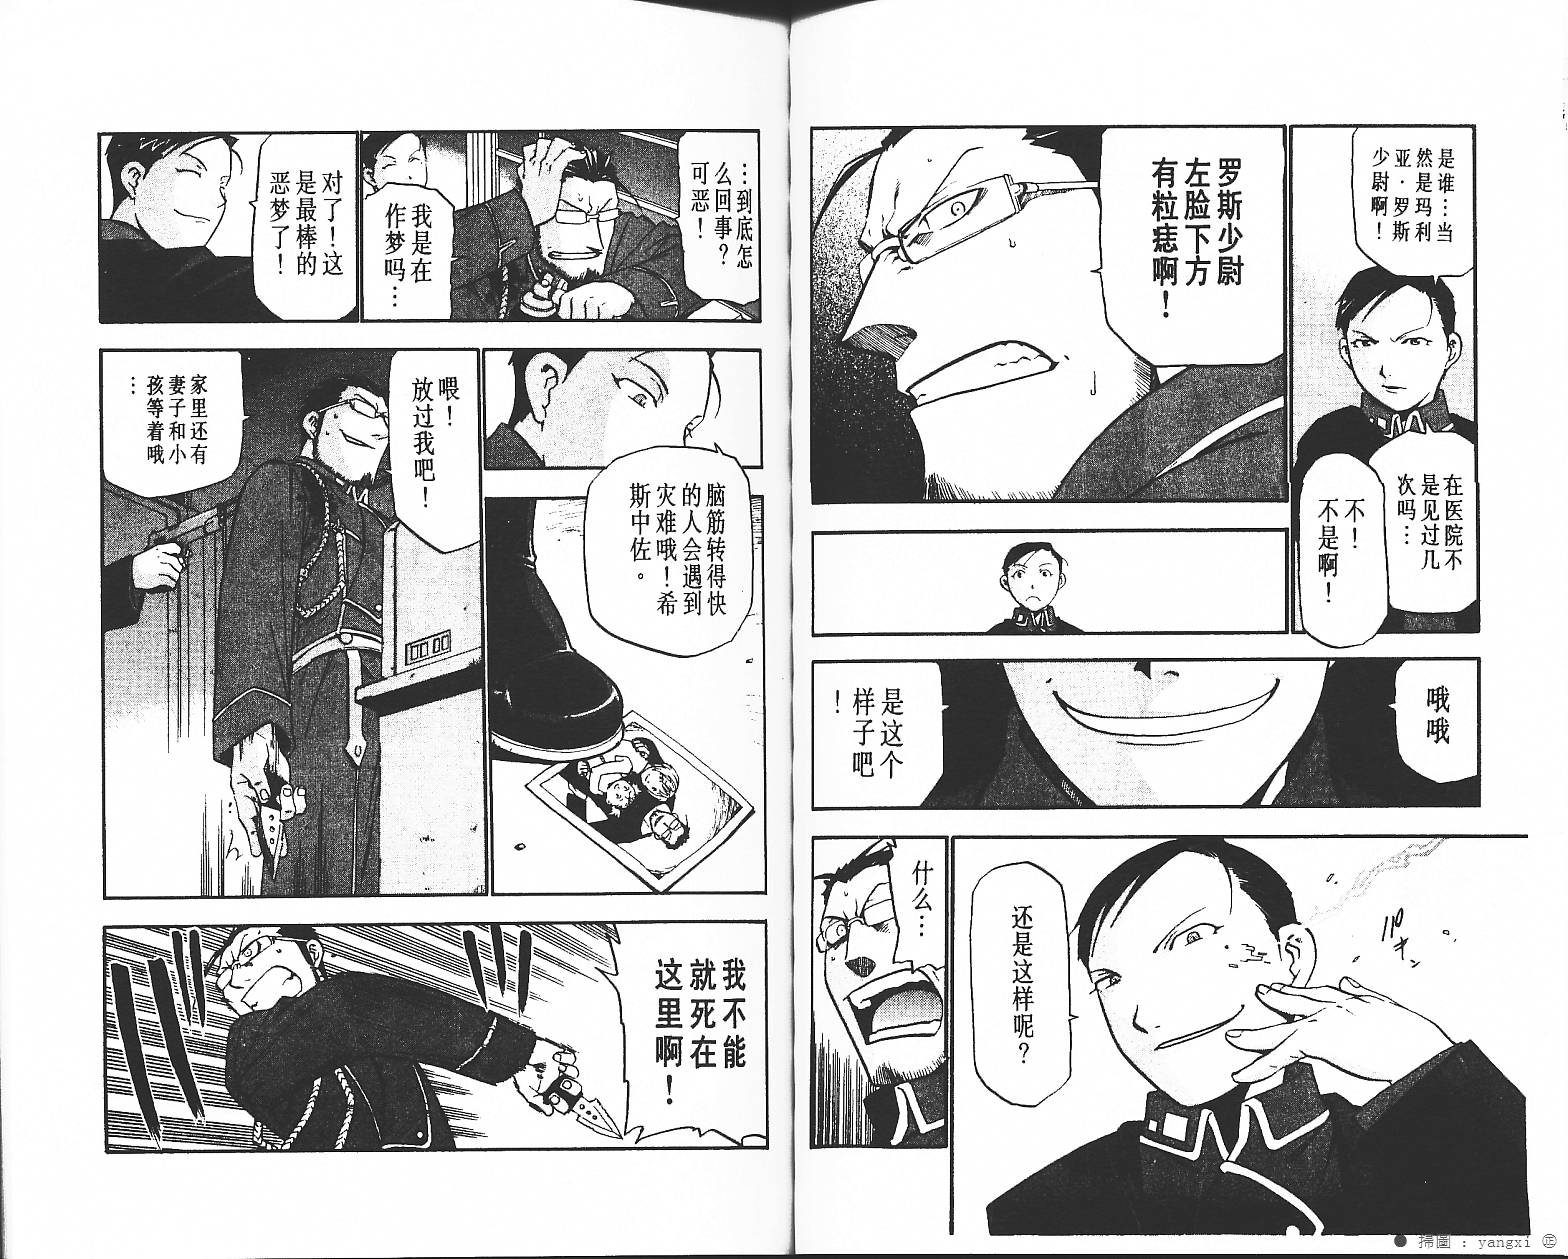 是谁…当
然是玛利
亚·罗斯
少尉啊！
在医院不
是见过几
次吗…
不！
不是啊！
罗斯少尉
左脸下方
有粒痣啊！
哦哦
是这个
样子吧
！
还是这样呢？
什么…
…到底怎
么回事？
可恶！
我是在
作梦吗…
对了！这
是最棒的
恶梦了！
脑筋转得快
的人会遇到
灾难哦！希
斯中佐。
喂！
放过我吧！
家里还有
妻子和小
孩等着哦
…
我不能
就死在
这里啊！
● 掃圖 : yangxi ㊣